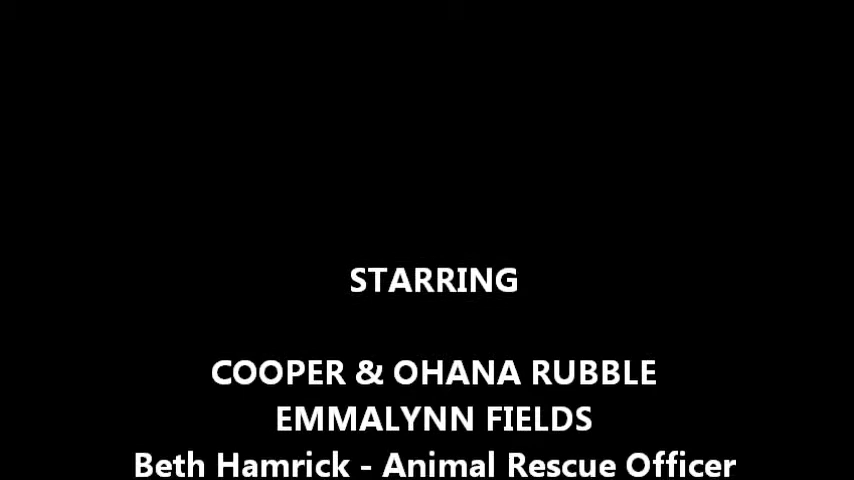 STARRING
COOPER & OHANA RUBBLE
EMMALYNN FIELDS
Beth Hamrick - Animal Rescue Officer